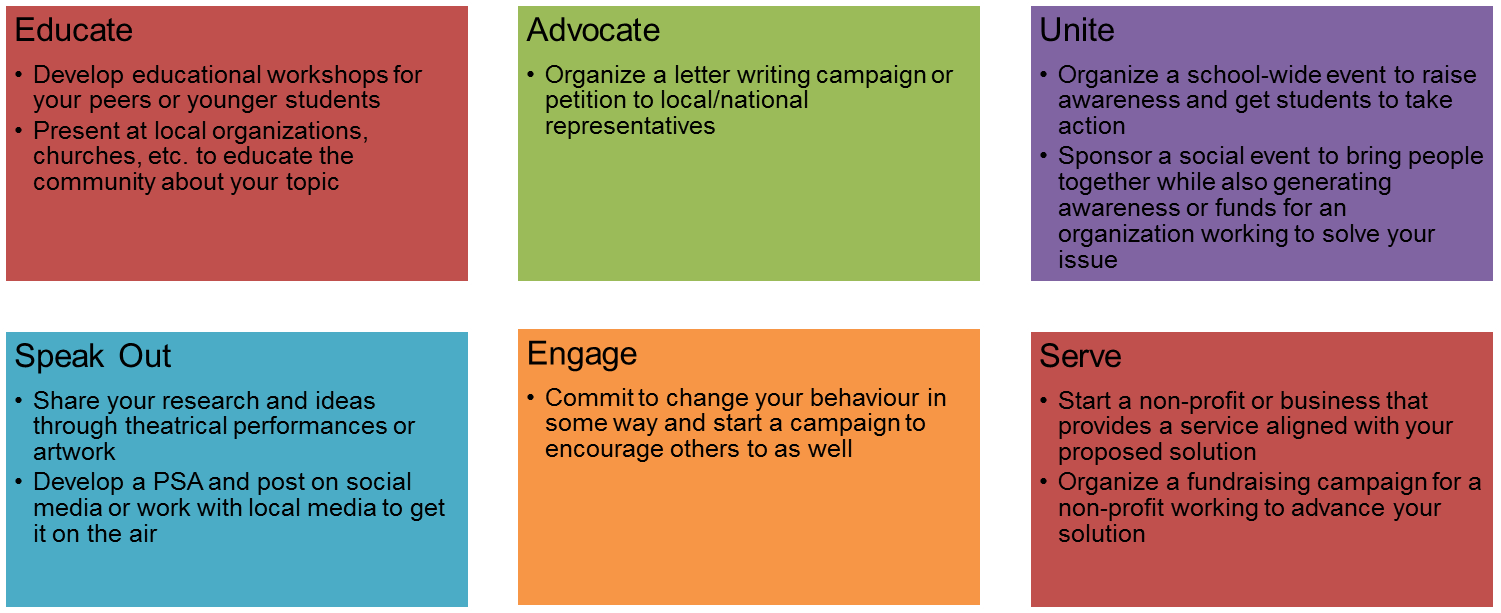 Educate
• Develop educational workshops for
your peers or younger students
• Present at local organizations,
churches, etc. to educate the
community about your topic
Advocate
• Organize a letter writing campaign or
petition to local/national
representatives
Unite
• Organize a school-wide event to raise
awareness and get students to take
action
• Sponsor a social event to bring people
together while also generating
awareness or funds for an
organization working to solve your
issue
Speak Out
• Share your research and ideas
through theatrical performances or
artwork
• Develop a PSA and post on social
media or work with local media to get
it on the air
Engage
• Commit to change your behaviour in
some way and start a campaign to
encourage others to as well
Serve
• Start a non-profit or business that
provides a service aligned with your
proposed solution
• Organize a fundraising campaign for a
non-profit working to advance your
solution